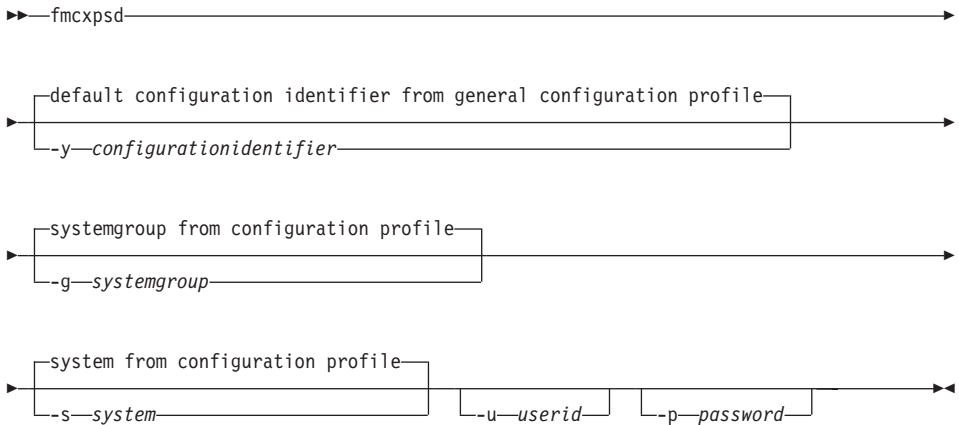 fmcxpsd
default configuration identifier from general configuration profile
-y configurationidentifier
systemgroup from configuration profile
-g systemgroup
system from configuration profile
-s system -u userid -p password